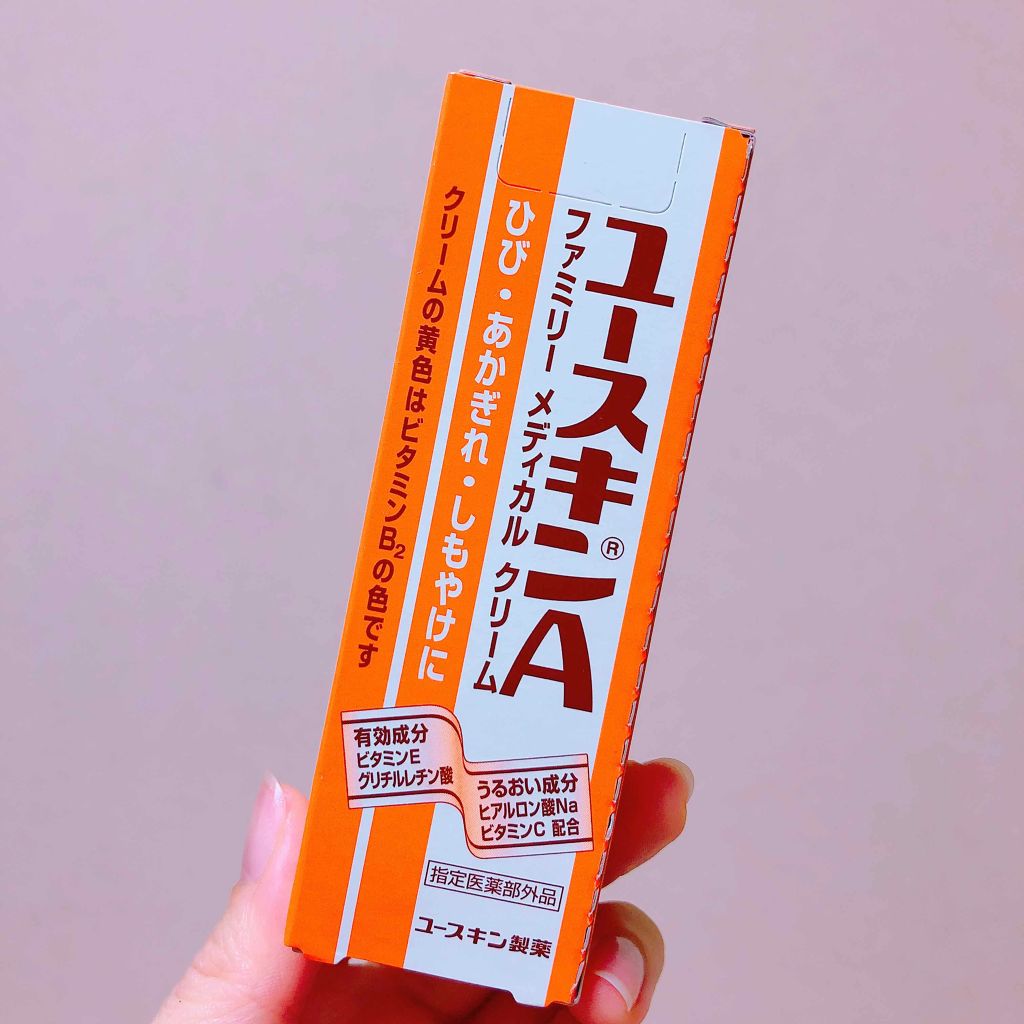 ユースキン®A
ファミリー メディカル クリーム
ひび・あかぎれ・しもやけに
クリームの黄色はビタミンB₂の色です
有効成分
ビタミンE
グリチルレチン酸
うるおい成分
ヒアルロン酸Na
ビタミンC 配合
指定医薬部外品
ユースキン製薬